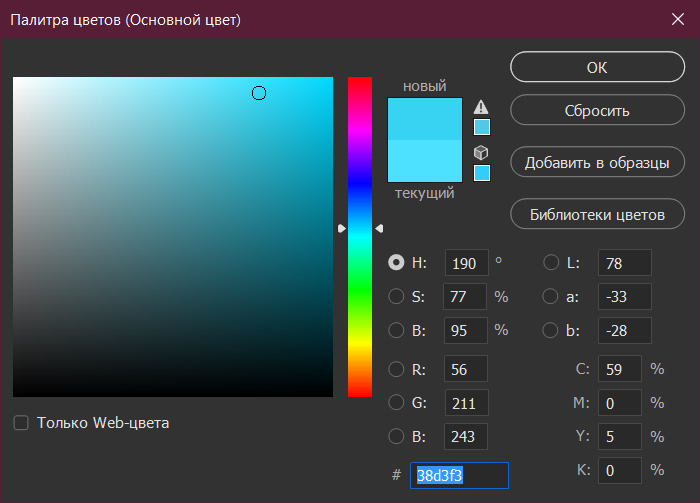 Палитра цветов (Основной цвет)
новый
текущий
OK
Сбросить
Добавить в образцы
Библиотеки цветов
H: 190 °
S: 77 %
B: 95 %
R: 56
G: 211
B: 243
# 38d3f3
L: 78
a: -33
b: -28
C: 59 %
M: 0 %
Y: 5 %
K: 0 %
Только Web-цвета